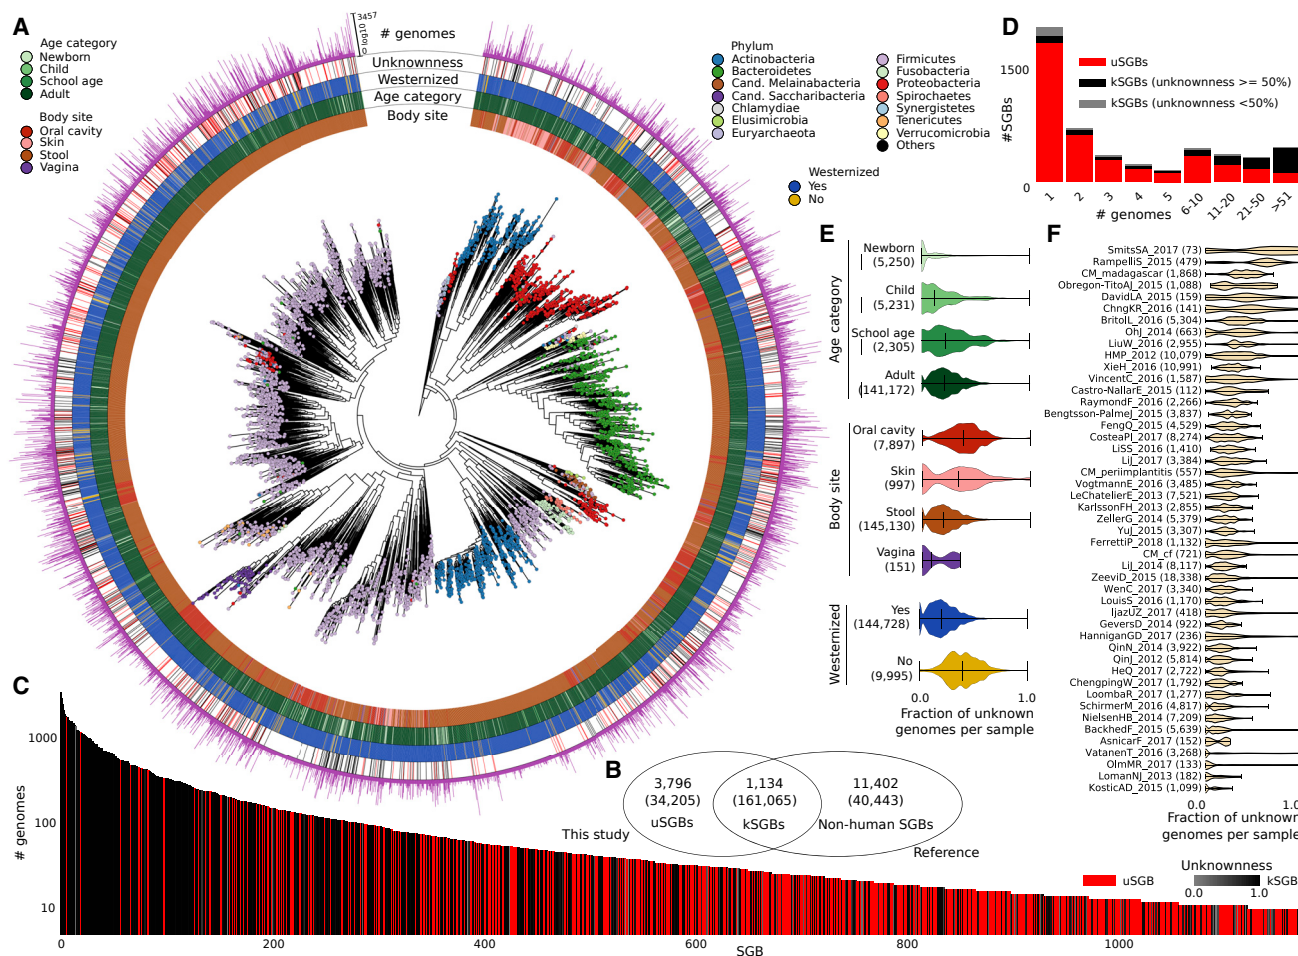 A
Age category
Newborn
Child
School age
Adult
Body site
Oral cavity
Skin
Stool
Vagina
3457
log10
0
# genomes
Unknownness
Westernized
Age category
Body site
Phylum
Actinobacteria
Bacteroidetes
Cand. Melainabacteria
Cand. Saccharibacteria
Chlamydiae
Elusimicrobia
Euryarchaeota
Firmicutes
Fusobacteria
Proteobacteria
Spirochaetes
Synergistetes
Tenericutes
Verrucomicrobia
Others
Westernized
Yes
No
D
#SGBs
1500
0
uSGBs
kSGBs (unknownness >= 50%)
kSGBs (unknownness <50%)
1
2
3
4
5
6-10
11-20
21-50
>51
# genomes
E
Age category
Newborn
(5,250)
Child
(5,231)
School age
(2,305)
Adult
(141,172)
Body site
Oral cavity
(7,897)
Skin
(997)
Stool
(145,130)
Vagina
(151)
Westernized
Yes
(144,728)
No
(9,995)
0.0
1.0
Fraction of unknown
genomes per sample
F
SmitsSA_2017 (73)
RampelliS_2015 (479)
CM_madagascar (1,868)
Obregon-TitoAJ_2015 (1,088)
DavidLA_2015 (159)
ChngKR_2016 (141)
BritoIL_2016 (5,304)
OhJ_2014 (663)
LiuW_2016 (2,955)
HMP_2012 (10,079)
XieH_2016 (10,991)
VincentC_2016 (1,587)
Castro-NallarE_2015 (112)
RaymondF_2016 (2,266)
Bengtsson-PalmeJ_2015 (3,837)
FengQ_2015 (4,529)
CosteaPI_2017 (8,274)
LiSS_2016 (1,410)
LiJ_2017 (3,384)
CM_periimplantitis (557)
VogtmannE_2016 (3,485)
LeChatelierE_2013 (7,521)
KarlssonFH_2013 (2,855)
ZellerG_2014 (5,379)
YuJ_2015 (3,307)
FerrettiP_2018 (1,132)
CM_cf (721)
LiJ_2014 (8,117)
ZeeviD_2015 (18,338)
WenC_2017 (3,340)
LouisS_2016 (1,170)
IjazUZ_2017 (418)
GeversD_2014 (922)
HanniganGD_2017 (236)
QinN_2014 (3,922)
QinJ_2012 (5,814)
HeQ_2017 (2,722)
ChengpingW_2017 (1,792)
LoombaR_2017 (1,277)
SchirmerM_2016 (4,817)
NielsenHB_2014 (7,209)
BackhedF_2015 (5,639)
AsnicarF_2017 (152)
VatanenT_2016 (3,268)
OlmMR_2017 (133)
LomanNJ_2013 (182)
KosticAD_2015 (1,099)
0.0
1.0
Fraction of unknown
genomes per sample
C
# genomes
1000
100
10
0
200
400
600
800
1000
SGB
B
3,796
(34,205)
uSGBs
1,134
(161,065)
kSGBs
11,402
(40,443)
Non-human SGBs
This study
Reference
uSGB
Unknownness
kSGB
0.0
1.0